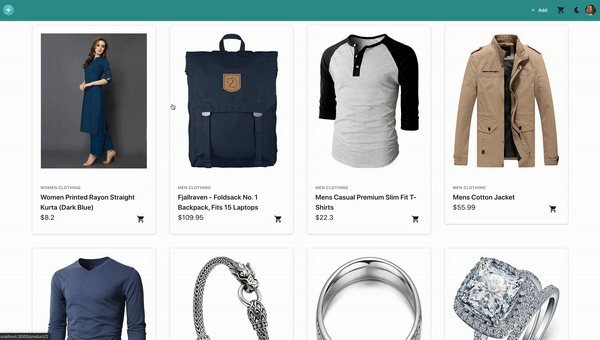 + Add
WOMEN CLOTHING
Women Printed Rayon Straight
Kurta (Dark Blue)
$8.2
MEN CLOTHING
Fjallraven - Foldsack No. 1
Backpack, Fits 15 Laptops
$109.95
MEN CLOTHING
Mens Casual Premium Slim Fit T-
Shirts
$22.3
MEN CLOTHING
Mens Cotton Jacket
$55.99
localhost:3000/product/2